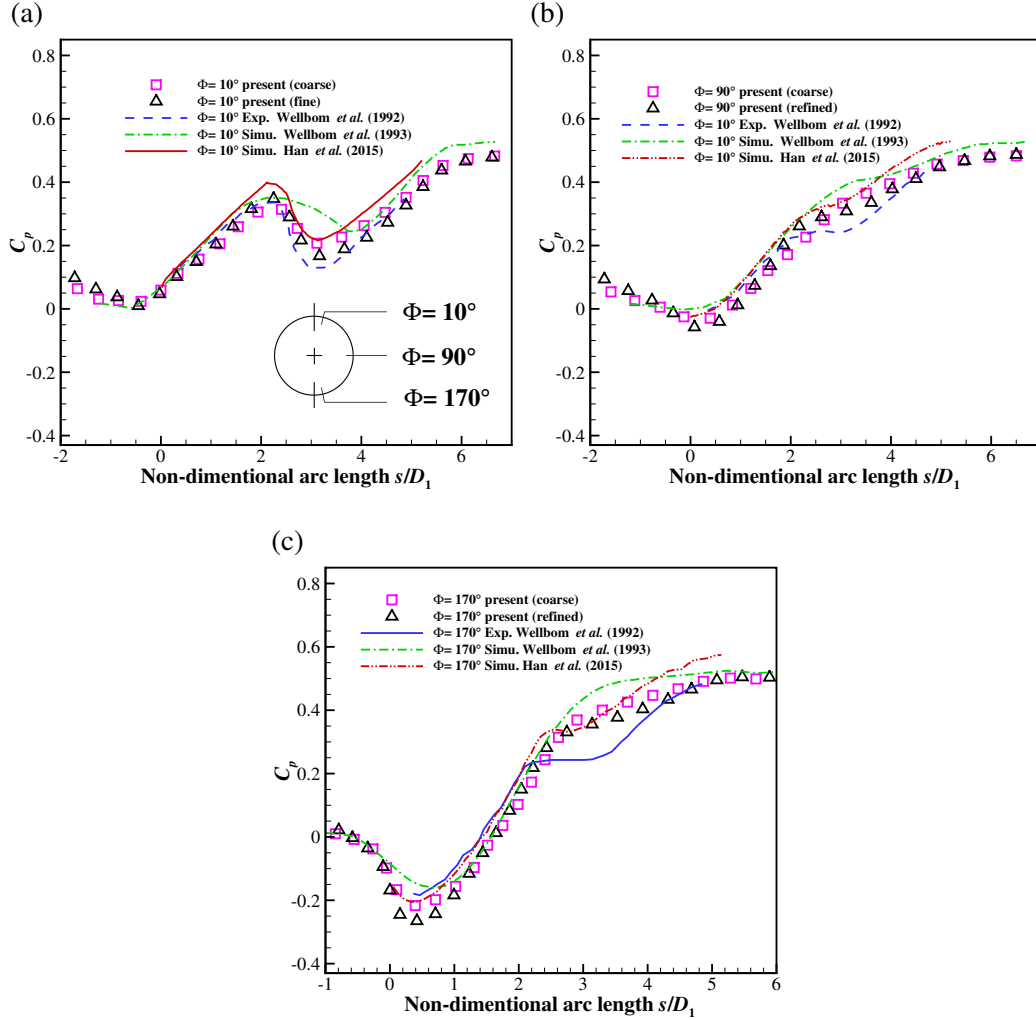 (a)
0.8
0.6
0.4
0.2
0
-0.2
-0.4
C_p
Φ= 10° present (coarse)
Φ= 10° present (fine)
Φ= 10° Exp. Wellbom et al. (1992)
Φ= 10° Simu. Wellbom et al. (1993)
Φ= 10° Simu. Han et al. (2015)
Φ= 10°
Φ= 90°
Φ= 170°
-2 0 2 4 6
Non-dimentional arc length s/D₁
(b)
0.8
0.6
0.4
0.2
0
-0.2
-0.4
C_p
Φ= 90° present (coarse)
Φ= 90° present (refined)
Φ= 10° Exp. Wellbom et al. (1992)
Φ= 10° Simu. Wellbom et al. (1993)
Φ= 10° Simu. Han et al. (2015)
-2 0 2 4 6
Non-dimentional arc length s/D₁
(c)
0.8
0.6
0.4
0.2
0
-0.2
-0.4
C_p
Φ= 170° present (coarse)
Φ= 170° present (refined)
Φ= 170° Exp. Wellbom et al. (1992)
Φ= 170° Simu. Wellbom et al. (1993)
Φ= 170° Simu. Han et al. (2015)
-1 0 1 2 3 4 5 6
Non-dimentional arc length s/D₁